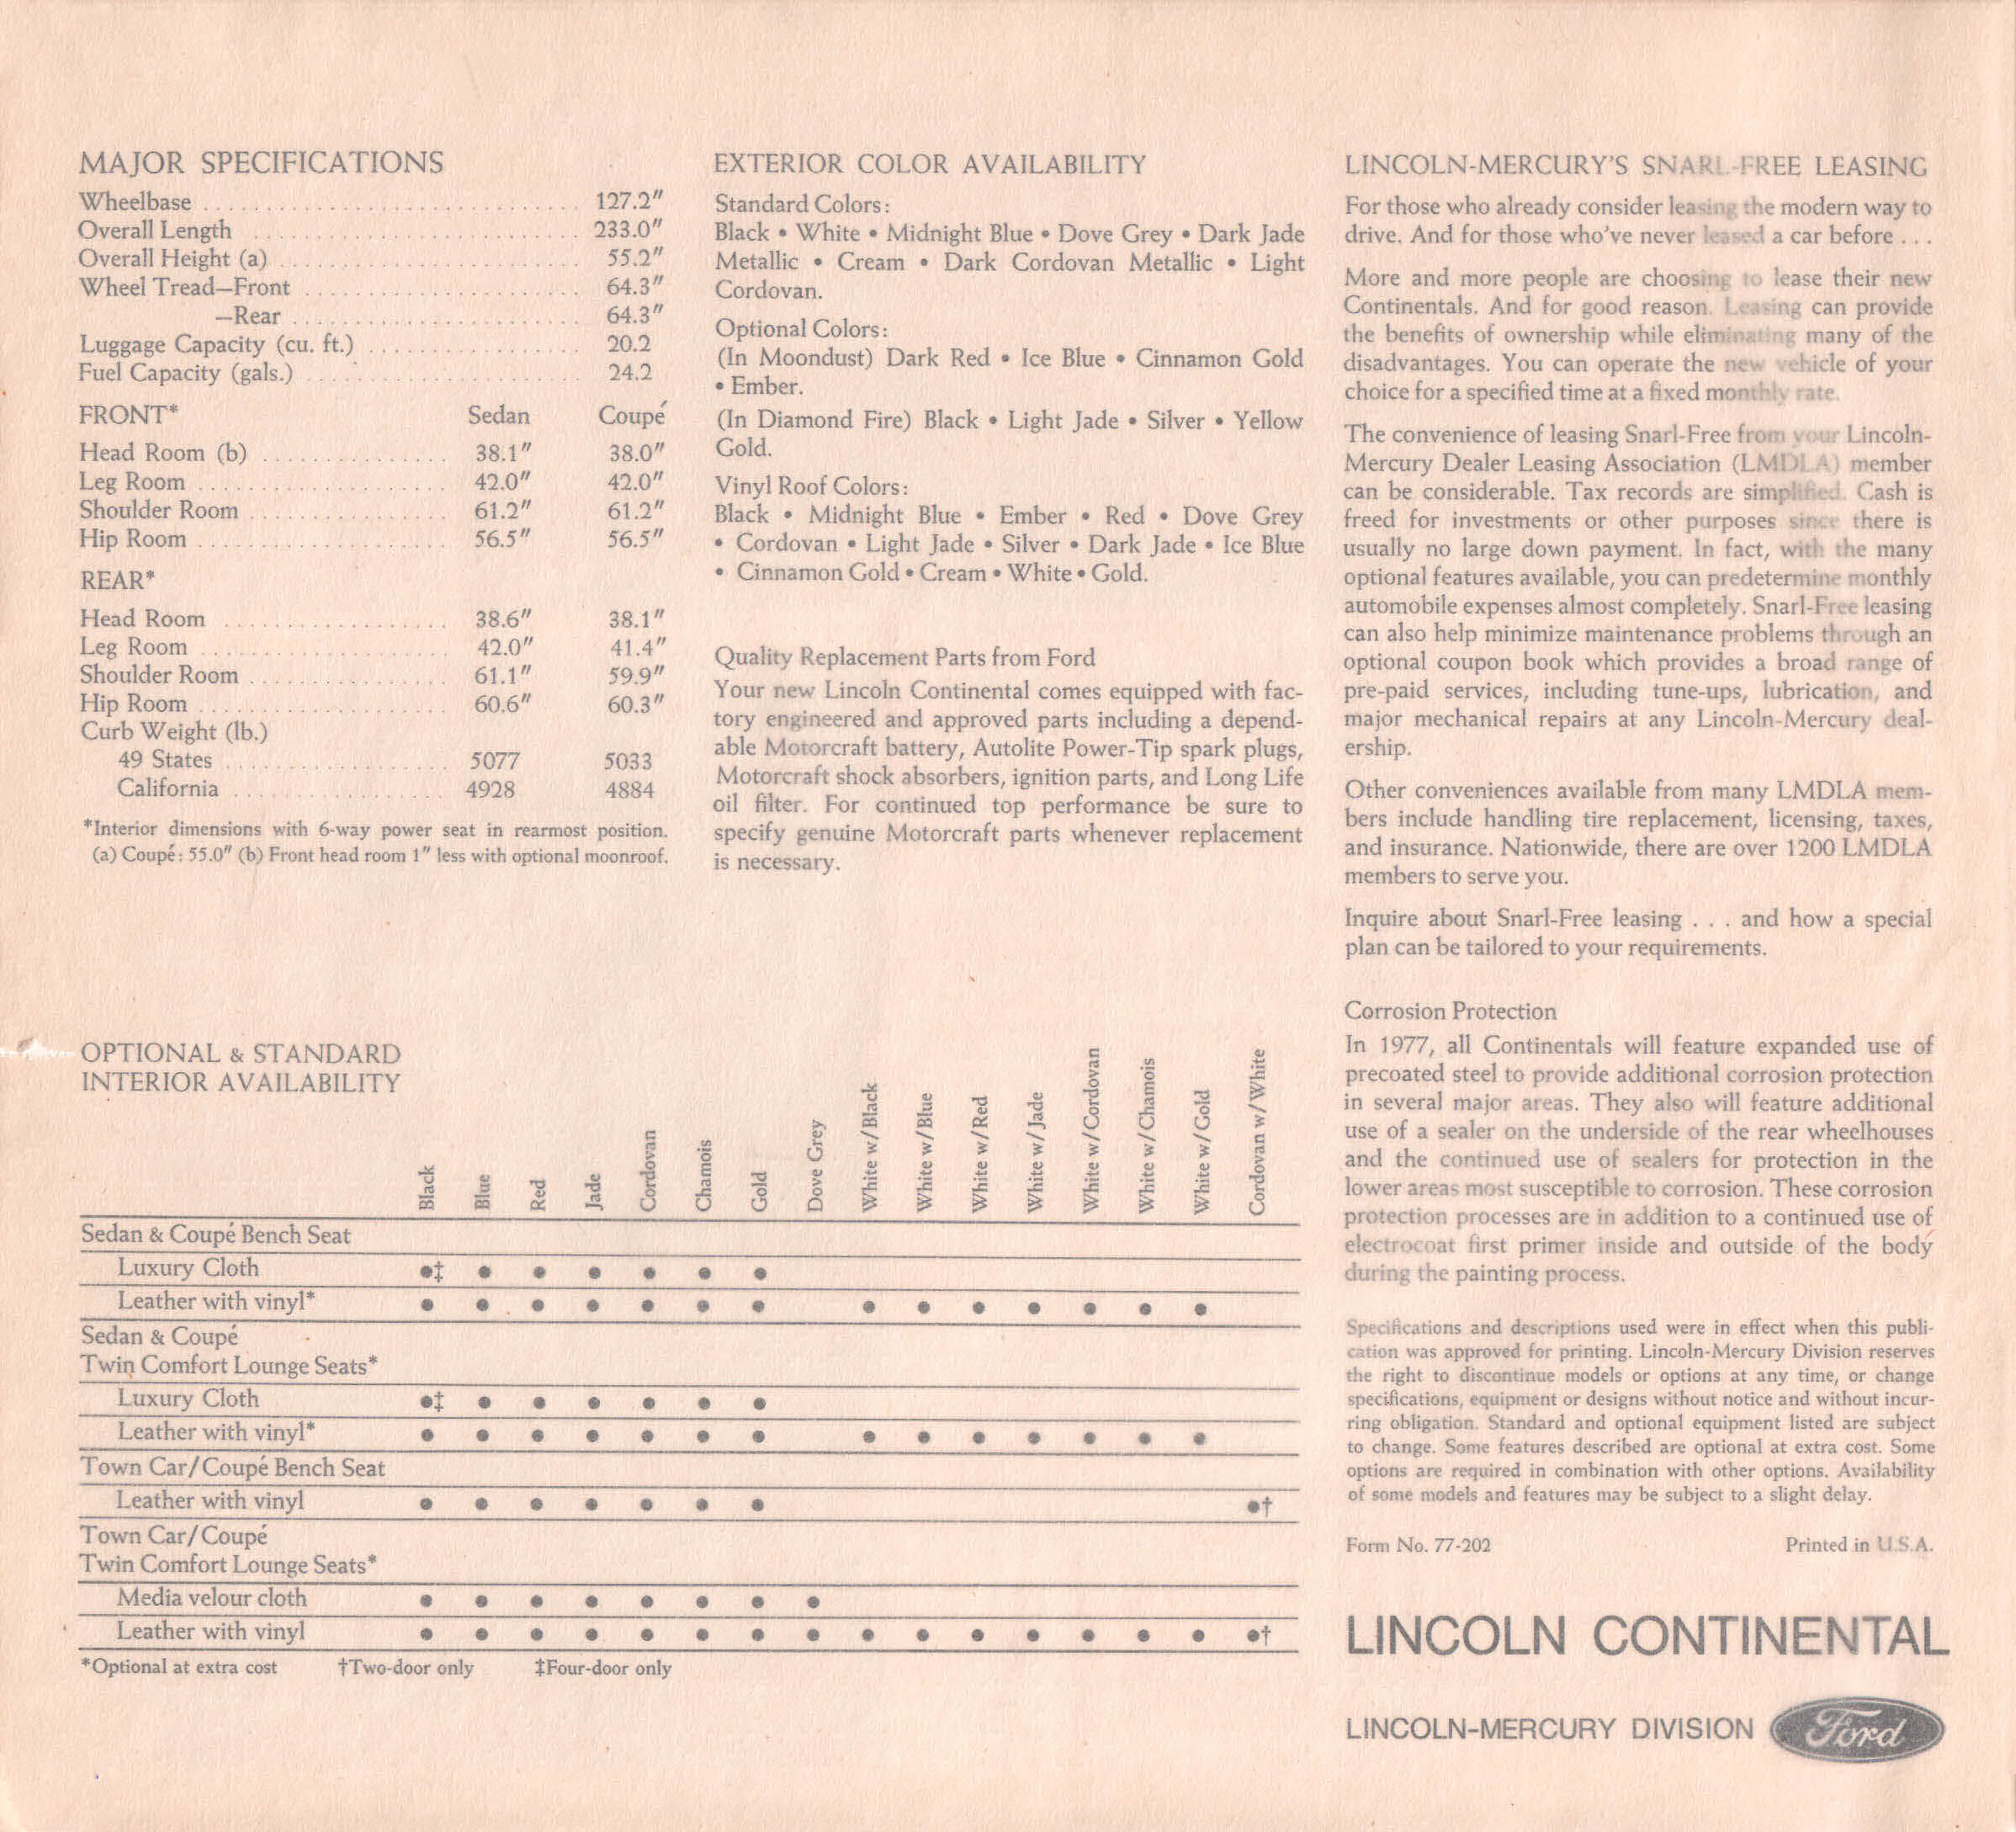 MAJOR SPECIFICATIONS
Wheelbase . . . . . . . . . . 127.2″
Overall Length . . . . . . . . . . 233.0″
Overall Height (a) . . . . . . . . . . 55.2″
Wheel Tread—Front . . . . . . . . . . 64.3″
—Rear . . . . . . . . . . 64.3″
Luggage Capacity (cu. ft.) . . . . . . . . . . 20.2
Fuel Capacity (gals.) . . . . . . . . . . 24.2
FRONT* Sedan Coupé
Head Room (b) . . . . . . . . . . 38.1″ 38.0″
Leg Room . . . . . . . . . . 42.0″ 42.0″
Shoulder Room . . . . . . . . . . 61.2″ 61.2″
Hip Room . . . . . . . . . . 56.5″ 56.5″
REAR*
Head Room . . . . . . . . . . 38.6″ 38.1″
Leg Room . . . . . . . . . . 42.0″ 41.4″
Shoulder Room . . . . . . . . . . 61.1″ 59.9″
Hip Room . . . . . . . . . . 60.6″ 60.3″
Curb Weight (lb.)
49 States . . . . . . . . . . 5077 5033
California . . . . . . . . . . 4928 4884
*Interior dimensions with 6-way power seat in rearmost position.
(a) Coupé: 55.0″ (b) Front head room 1″ less with optional moonroof.
EXTERIOR COLOR AVAILABILITY
Standard Colors:
Black • White • Midnight Blue • Dove Grey • Dark Jade
Metallic • Cream • Dark Cordovan Metallic • Light
Cordovan.
Optional Colors:
(In Moondust) Dark Red • Ice Blue • Cinnamon Gold
• Ember.
(In Diamond Fire) Black • Light Jade • Silver • Yellow
Gold.
Vinyl Roof Colors:
Black • Midnight Blue • Ember • Red • Dove Grey
• Cordovan • Light Jade • Silver • Dark Jade • Ice Blue
• Cinnamon Gold • Cream • White • Gold.
Quality Replacement Parts from Ford
Your new Lincoln Continental comes equipped with fac-
tory engineered and approved parts including a depend-
able Motorcraft battery, Autolite Power-Tip spark plugs,
Motorcraft shock absorbers, ignition parts, and Long Life
oil filter. For continued top performance be sure to
specify genuine Motorcraft parts whenever replacement
is necessary.
LINCOLN-MERCURY'S SNARL-FREE LEASING
For those who already consider leasing the modern way to
drive. And for those who've never leased a car before . . .
More and more people are choosing to lease their new
Continentals. And for good reason. Leasing can provide
the benefits of ownership while eliminating many of the
disadvantages. You can operate the new vehicle of your
choice for a specified time at a fixed monthly rate.
The convenience of leasing Snarl-Free from your Lincoln-
Mercury Dealer Leasing Association (LMDLA) member
can be considerable. Tax records are simplified. Cash is
freed for investments or other purposes since there is
usually no large down payment. In fact, with the many
optional features available, you can predetermine monthly
automobile expenses almost completely. Snarl-Free leasing
can also help minimize maintenance problems through an
optional coupon book which provides a broad range of
pre-paid services, including tune-ups, lubrication, and
major mechanical repairs at any Lincoln-Mercury deal-
ership.
Other conveniences available from many LMDLA mem-
bers include handling tire replacement, licensing, taxes,
and insurance. Nationwide, there are over 1200 LMDLA
members to serve you.
Inquire about Snarl-Free leasing . . . and how a special
plan can be tailored to your requirements.
Corrosion Protection
In 1977, all Continentals will feature expanded use of
precoated steel to provide additional corrosion protection
in several major areas. They also will feature additional
use of a sealer on the underside of the rear wheelhouses
and the continued use of sealers for protection in the
lower areas most susceptible to corrosion. These corrosion
protection processes are in addition to a continued use of
electrocoat first primer inside and outside of the body
during the painting process.
Specifications and descriptions used were in effect when this publi-
cation was approved for printing. Lincoln-Mercury Division reserves
the right to discontinue models or options at any time, or change
specifications, equipment or designs without notice and without incur-
ring obligation. Standard and optional equipment listed are subject
to change. Some features described are optional at extra cost. Some
options are required in combination with other options. Availability
of some models and features may be subject to a slight delay.
Form No. 77-202 Printed in U.S.A.
LINCOLN CONTINENTAL
LINCOLN-MERCURY DIVISION Ford
OPTIONAL & STANDARD
INTERIOR AVAILABILITY
Black
Blue
Red
Jade
Cordovan
Chamois
Gold
Dove Grey
White w/Black
White w/Blue
White w/Red
White w/Jade
White w/Cordovan
White w/Chamois
White w/Gold
Cordovan w/White
Sedan & Coupé Bench Seat
Luxury Cloth •‡ • • • • • •
Leather with vinyl* • • • • • • • • • • • • • •
Sedan & Coupé
Twin Comfort Lounge Seats*
Luxury Cloth •‡ • • • • • •
Leather with vinyl* • • • • • • • • • • • • • •
Town Car/Coupé Bench Seat
Leather with vinyl • • • • • • • •†
Town Car/Coupé
Twin Comfort Lounge Seats*
Media velour cloth • • • • • • • •
Leather with vinyl • • • • • • • • • • • • • • • •†
*Optional at extra cost †Two-door only ‡Four-door only